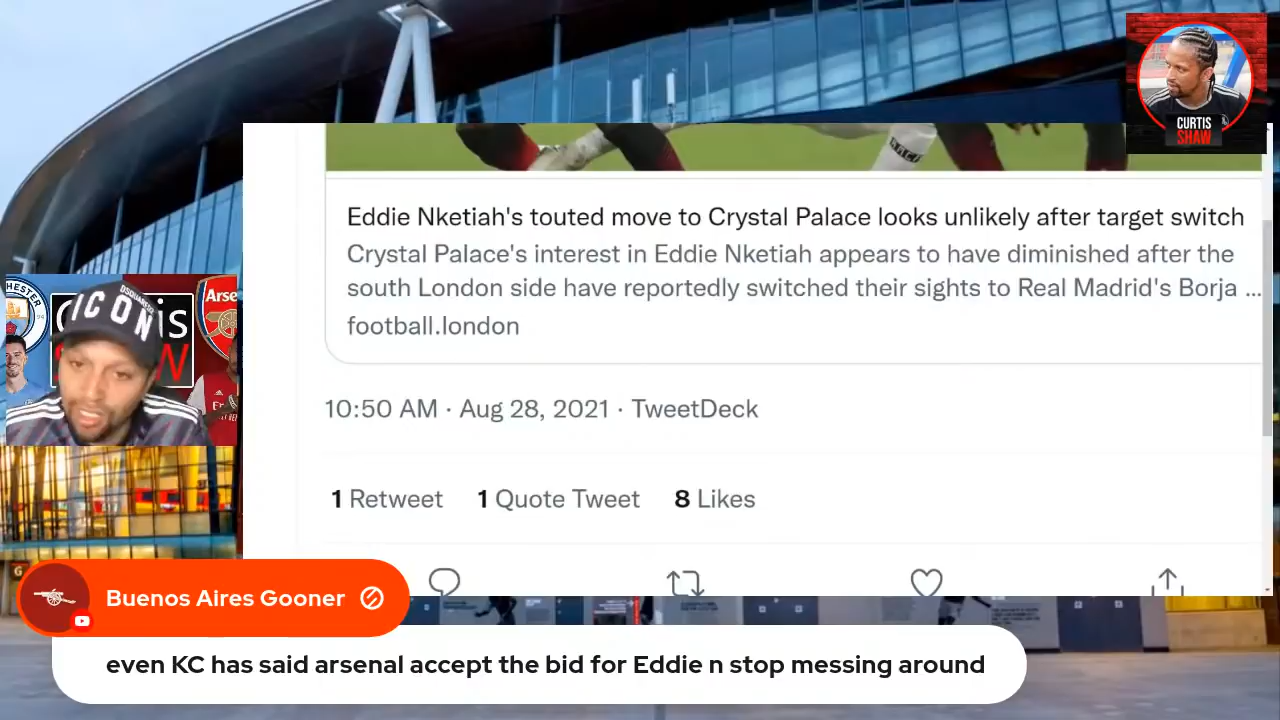 CURTIS
SHAW
Eddie Nketiah's touted move to Crystal Palace looks unlikely after target switch
Crystal Palace's interest in Eddie Nketiah appears to have diminished after the
south London side have reportedly switched their sights to Real Madrid's Borja ...
football.london
ICON
Arse
10:50 AM · Aug 28, 2021 · TweetDeck
1 Retweet 1 Quote Tweet 8 Likes
Buenos Aires Gooner
even KC has said arsenal accept the bid for Eddie n stop messing around